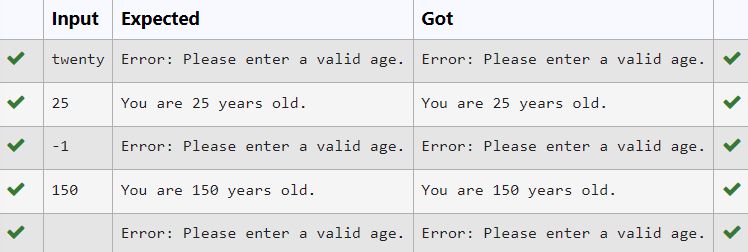 Input Expected Got
twenty Error: Please enter a valid age. Error: Please enter a valid age.
25 You are 25 years old. You are 25 years old.
-1 Error: Please enter a valid age. Error: Please enter a valid age.
150 You are 150 years old. You are 150 years old.
Error: Please enter a valid age. Error: Please enter a valid age.